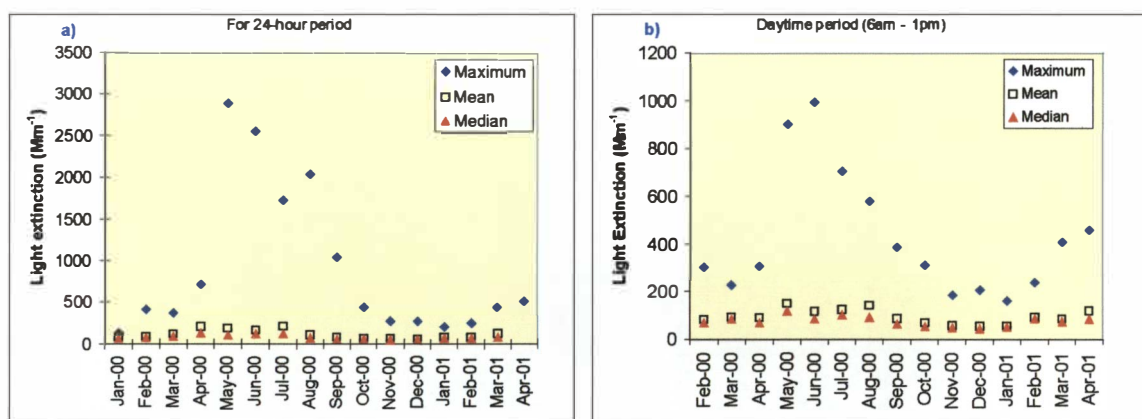 a)
For 24-hour period
Light extinction (Mm⁻¹)
3500
3000
2500
2000
1500
1000
500
0
Maximum
Mean
Median
Jan-00
Feb-00
Mar-00
Apr-00
May-00
Jun-00
Jul-00
Aug-00
Sep-00
Oct-00
Nov-00
Dec-00
Jan-01
Feb-01
Mar-01
Apr-01
b)
Daytime period (6am - 1pm)
Light Extinction (Mm⁻¹)
1200
1000
800
600
400
200
0
Maximum
Mean
Median
Feb-00
Mar-00
Apr-00
May-00
Jun-00
Jul-00
Aug-00
Sep-00
Oct-00
Nov-00
Dec-00
Jan-01
Feb-01
Mar-01
Apr-01